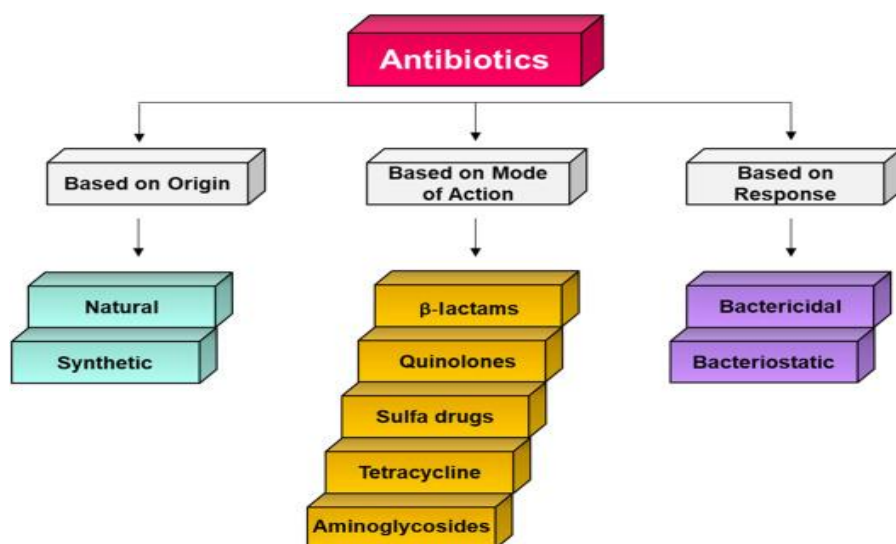 Antibiotics
Based on Origin
Based on Mode
of Action
Based on
Response
Natural
Synthetic
β-lactams
Quinolones
Sulfa drugs
Tetracycline
Aminoglycosides
Bactericidal
Bacteriostatic